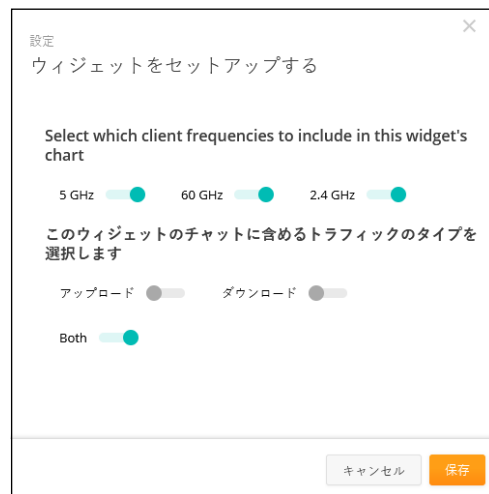 設定
ウィジェットをセットアップする
Select which client frequencies to include in this widget's
chart
5 GHz 60 GHz 2.4 GHz
このウィジェットのチャットに含めるトラフィックのタイプを
選択します
アップロード ダウンロード
Both
キャンセル 保存